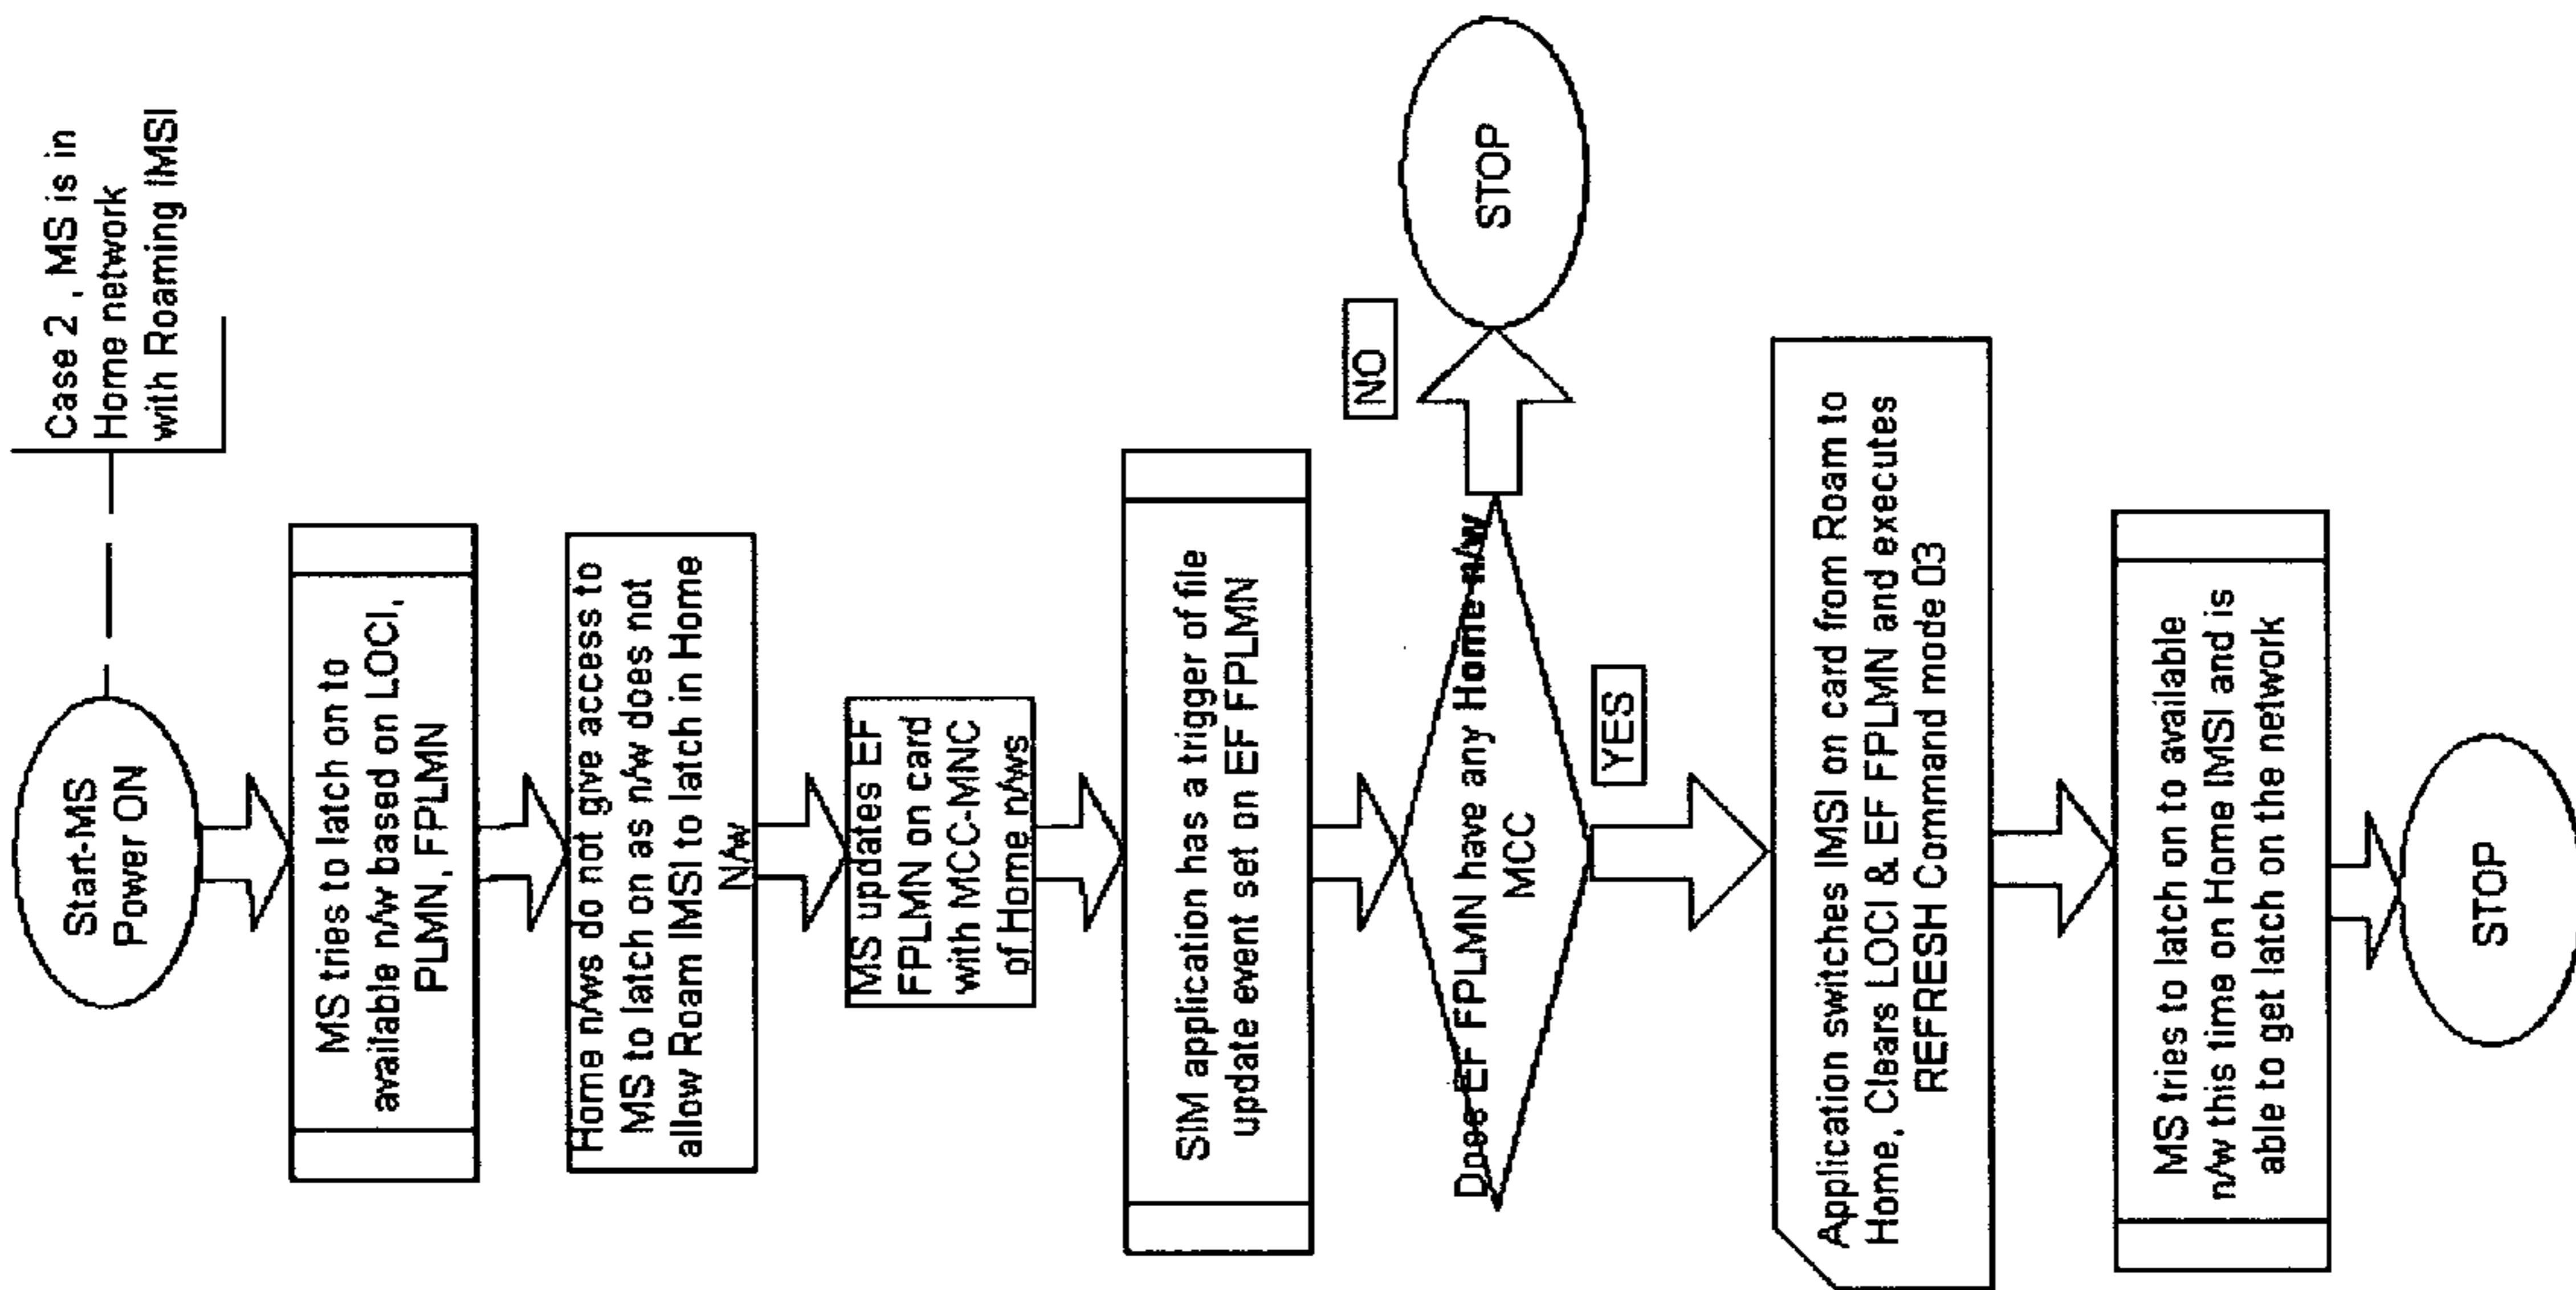 Case 2 , MS is in
Home network
with Roaming IMSI
Start-MS
Power ON
MS tries to latch on to
available n/w based on LOCI,
PLMN, FPLMN
Home n/ws do not give access to
MS to latch on as n/w does not
allow Roam IMSI to latch in Home
N/w
MS updates EF
FPLMN on card
with MCC-MNC
of Home n/ws
SIM application has a trigger of file
update event set on EF FPLMN
Dose EF FPLMN have any Home n/w
MCC
NO
STOP
YES
Application switches IMSI on card from Roam to
Home, Clears LOCI & EF FPLMN and executes
REFRESH Command mode 03
MS tries to latch on to available
n/w this time on Home IMSI and is
able to get latch on the network
STOP